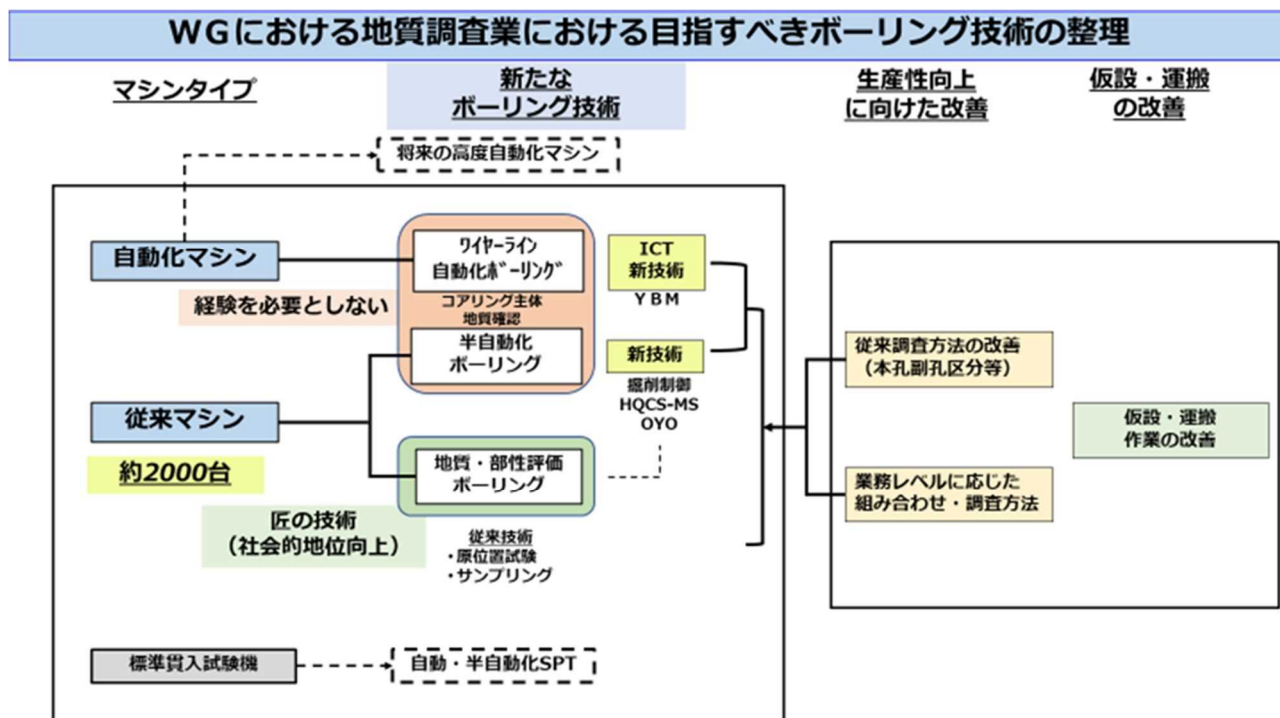 WGにおける地質調査業における目指すべきボーリング技術の整理
マシンタイプ
新たな
ボーリング技術
生産性向上
に向けた改善
仮設・運搬
の改善
将来の高度自動化マシン
自動化マシン
ﾜｲﾔｰﾗｲﾝ
自動化ﾎﾞｰﾘﾝｸﾞ
ICT
新技術
YBM
経験を必要としない
コアリング主体
地質確認
半自動化
ボーリング
新技術
掘削制御
HQCS-MS
OYO
従来調査方法の改善
（本孔副孔区分等）
従来マシン
約2000台
地質・部性評価
ボーリング
仮設・運搬
作業の改善
業務レベルに応じた
組み合わせ・調査方法
匠の技術
（社会的地位向上）
従来技術
・原位置試験
・サンプリング
標準貫入試験機
自動・半自動化SPT